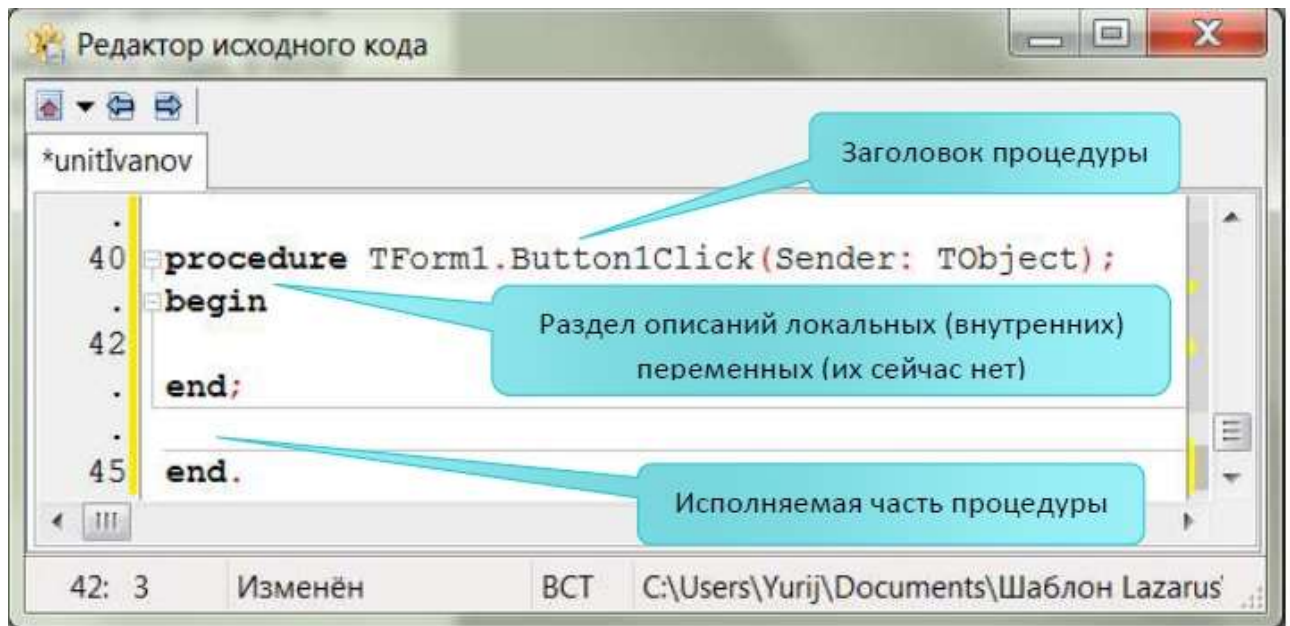 Редактор исходного кода
*unitIvanov
Заголовок процедуры
.
40 procedure TForm1.Button1Click(Sender: TObject);
. begin
Раздел описаний локальных (внутренних)
переменных (их сейчас нет)
42
. end;
.
45 end.
Исполняемая часть процедуры
42: 3 Изменён ВСТ C:\Users\Yurij\Documents\Шаблон Lazarus\